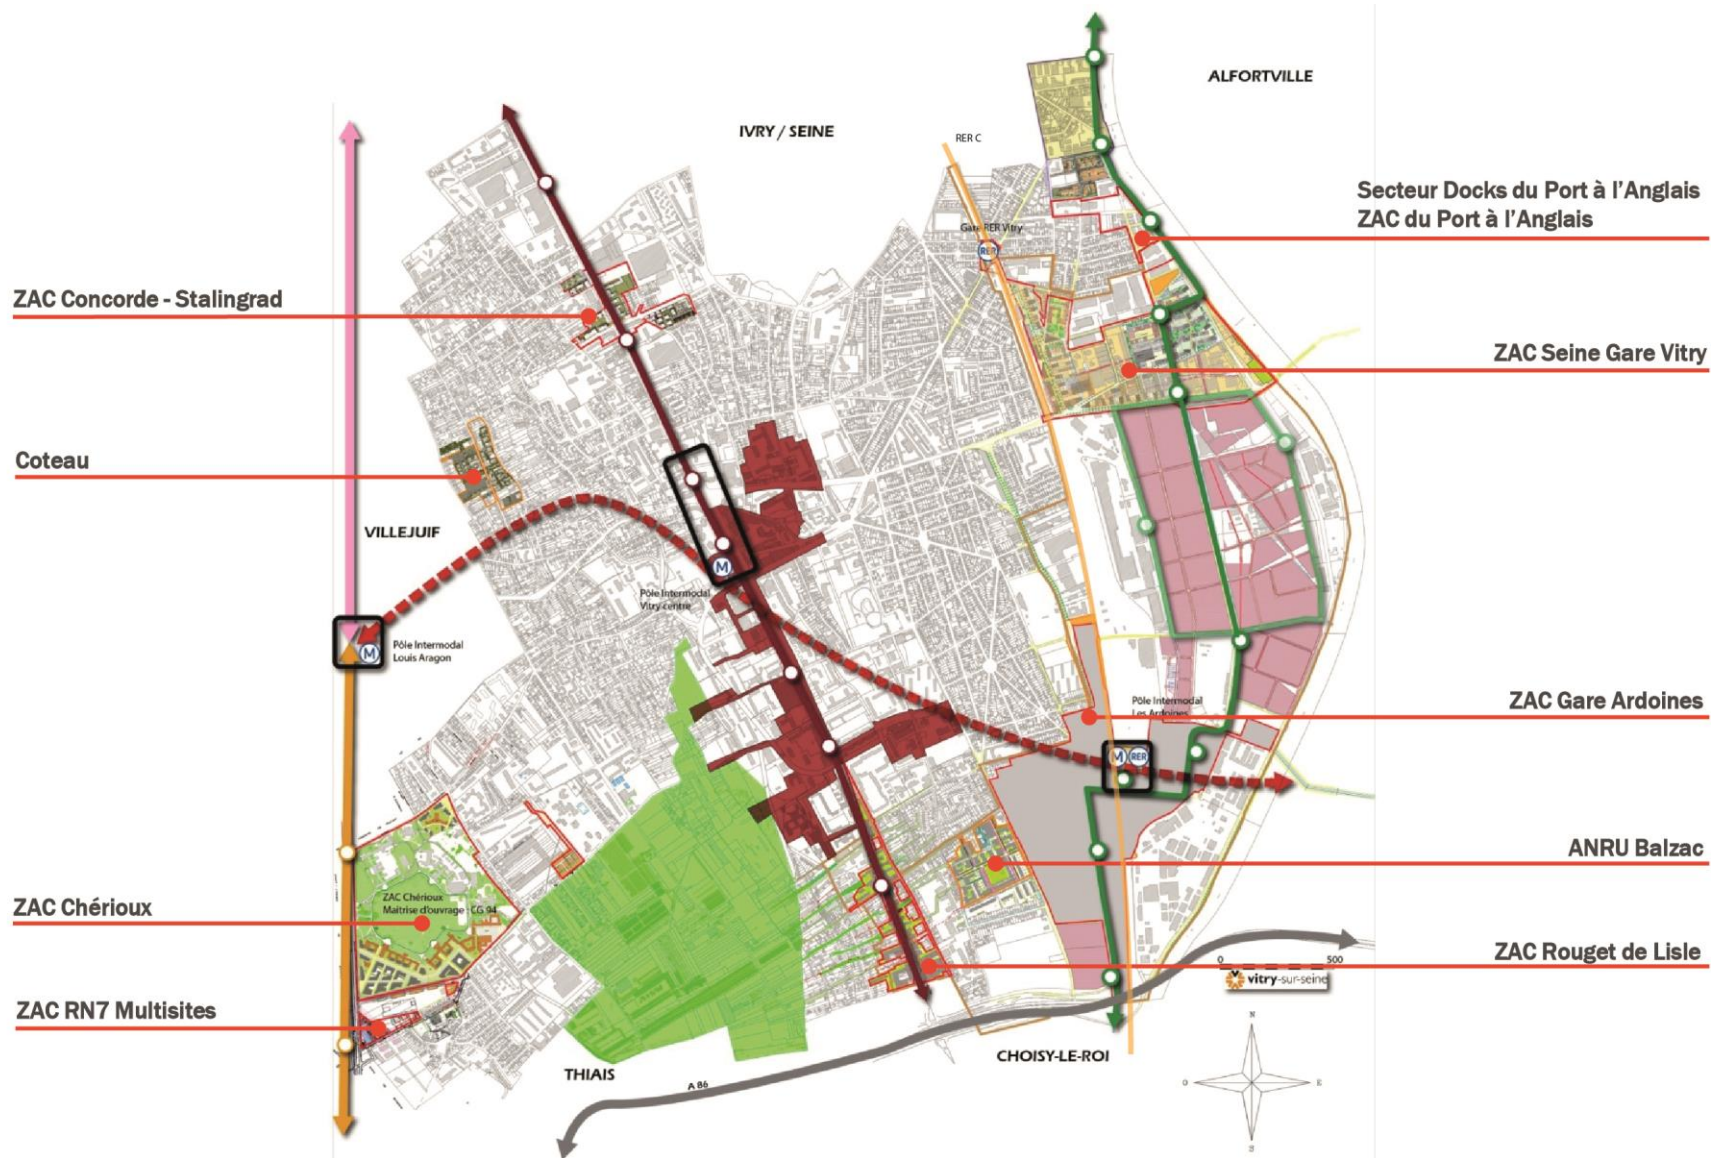 ALFORTVILLE
IVRY / SEINE
RER C
Secteur Docks du Port à l'Anglais
ZAC du Port à l'Anglais
Gare RER Vitry
RER
ZAC Concorde - Stalingrad
ZAC Seine Gare Vitry
Coteau
VILLEJUIF
M
Pôle Intermodal
Vitry centre
Pôle Intermodal
Louis Aragon
M
ZAC Gare Ardoines
Pôle Intermodal
Les Ardoines
M RER
ANRU Balzac
ZAC Chérioux
Maitrise d'ouvrage : CG 94
ZAC Chérioux
ZAC Rouget de Lisle
0 500
vitry-sur-seine
ZAC RN7 Multisites
N
CHOISY-LE-ROI
THIAIS
A 86
O E
S